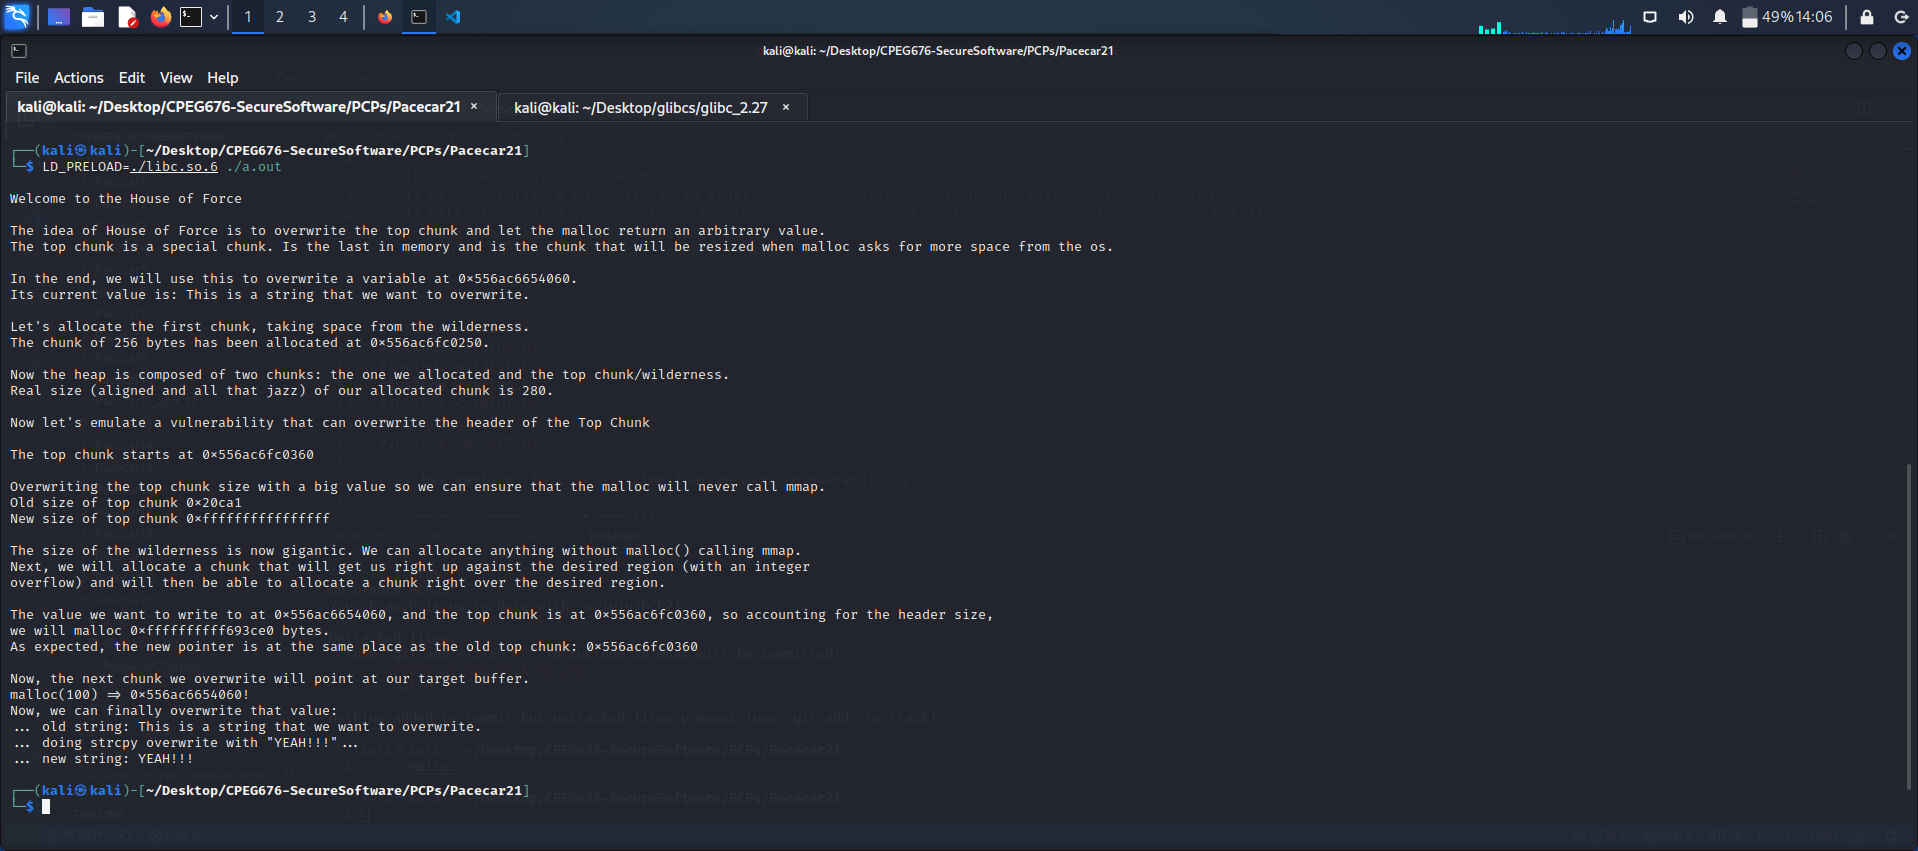 1 2 3 4
49% 14:06
kali@kali: ~/Desktop/CPEG676-SecureSoftware/PCPs/Pacecar21
File Actions Edit View Help
kali@kali: ~/Desktop/CPEG676-SecureSoftware/PCPs/Pacecar21 × kali@kali: ~/Desktop/glibcs/glibc_2.27 ×
┌──(kali㉿kali)-[~/Desktop/CPEG676-SecureSoftware/PCPs/Pacecar21]
└─$ LD_PRELOAD=./libc.so.6 ./a.out
Welcome to the House of Force
The idea of House of Force is to overwrite the top chunk and let the malloc return an arbitrary value.
The top chunk is a special chunk. Is the last in memory and is the chunk that will be resized when malloc asks for more space from the os.
In the end, we will use this to overwrite a variable at 0×556ac6654060.
Its current value is: This is a string that we want to overwrite.
Let's allocate the first chunk, taking space from the wilderness.
The chunk of 256 bytes has been allocated at 0×556ac6fc0250.
Now the heap is composed of two chunks: the one we allocated and the top chunk/wilderness.
Real size (aligned and all that jazz) of our allocated chunk is 280.
Now let's emulate a vulnerability that can overwrite the header of the Top Chunk
The top chunk starts at 0×556ac6fc0360
Overwriting the top chunk size with a big value so we can ensure that the malloc will never call mmap.
Old size of top chunk 0×20ca1
New size of top chunk 0×ffffffffffffffff
The size of the wilderness is now gigantic. We can allocate anything without malloc() calling mmap.
Next, we will allocate a chunk that will get us right up against the desired region (with an integer
overflow) and will then be able to allocate a chunk right over the desired region.
The value we want to write to at 0×556ac6654060, and the top chunk is at 0×556ac6fc0360, so accounting for the header size,
we will malloc 0×ffffffffff693ce0 bytes.
As expected, the new pointer is at the same place as the old top chunk: 0×556ac6fc0360
Now, the next chunk we overwrite will point at our target buffer.
malloc(100) ⇒ 0×556ac6654060!
Now, we can finally overwrite that value:
... old string: This is a string that we want to overwrite.
... doing strcpy overwrite with "YEAH!!!"...
... new string: YEAH!!!
┌──(kali㉿kali)-[~/Desktop/CPEG676-SecureSoftware/PCPs/Pacecar21]
└─$